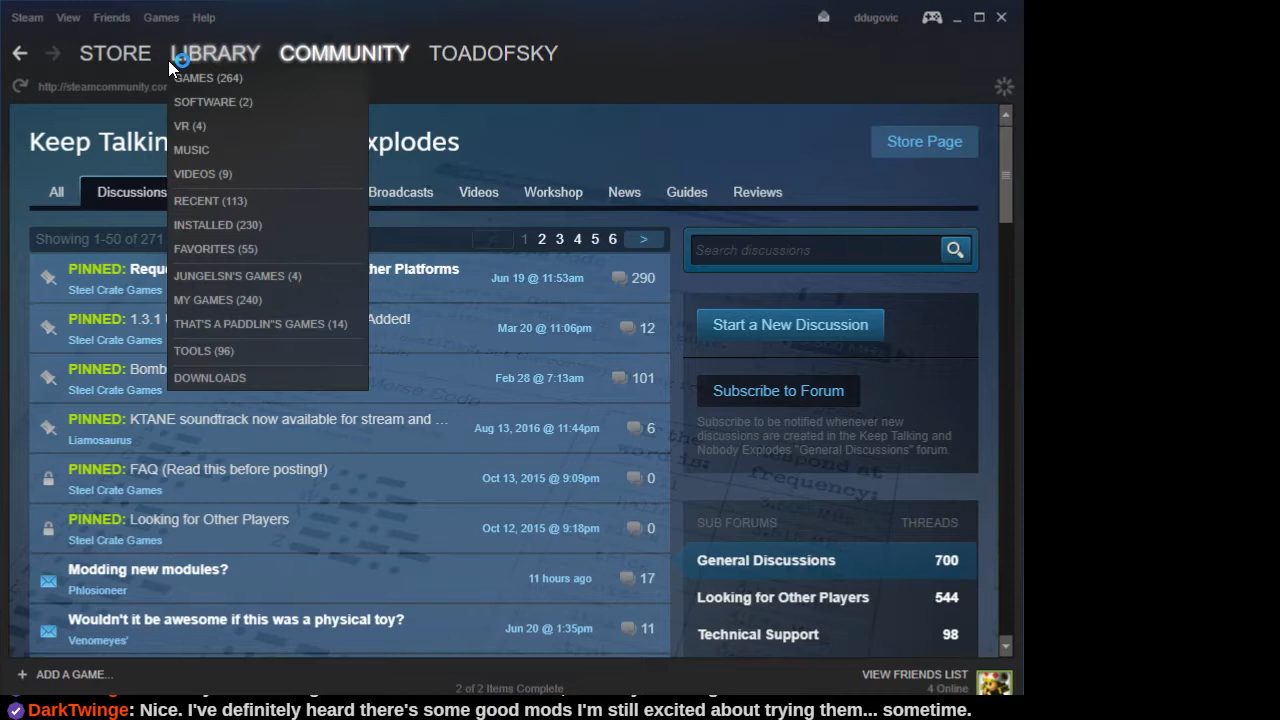 Steam View Friends Games Help ddugovic
STORE LIBRARY COMMUNITY TOADOFSKY
http://steamcommunity.cor
GAMES (264)
SOFTWARE (2)
VR (4)
MUSIC
VIDEOS (9)
RECENT (113)
INSTALLED (230)
FAVORITES (55)
JUNGELSN'S GAMES (4)
MY GAMES (240)
THAT'S A PADDLIN''S GAMES (14)
TOOLS (96)
DOWNLOADS
Keep Talkin xplodes Store Page
All Discussions Broadcasts Videos Workshop News Guides Reviews
Showing 1-50 of 271 < 1 2 3 4 5 6 >
Search discussions
PINNED: Requ her Platforms Jun 19 @ 11:53am 290
Steel Crate Games
PINNED: 1.3.1 Added! Mar 20 @ 11:06pm 12
Steel Crate Games
PINNED: Bomb Feb 28 @ 7:13am 101
Steel Crate Games
PINNED: KTANE soundtrack now available for stream and ... Aug 13, 2016 @ 11:44pm 6
Liamosaurus
PINNED: FAQ (Read this before posting!) Oct 13, 2015 @ 9:09pm 0
Steel Crate Games
PINNED: Looking for Other Players Oct 12, 2015 @ 9:18pm 0
Steel Crate Games
Modding new modules? 11 hours ago 17
Phlosioneer
Wouldn't it be awesome if this was a physical toy? Jun 20 @ 1:35pm 11
Venomeyes'
Start a New Discussion
Subscribe to Forum
Subscribe to be notified whenever new
discussions are created in the Keep Talking and
Nobody Explodes "General Discussions" forum.
SUB FORUMS THREADS
General Discussions 700
Looking for Other Players 544
Technical Support 98
+ ADD A GAME...
2 of 2 Items Complete
VIEW FRIENDS LIST
4 Online
DarkTwinge: Nice. I've definitely heard there's some good mods I'm still excited about trying them... sometime.